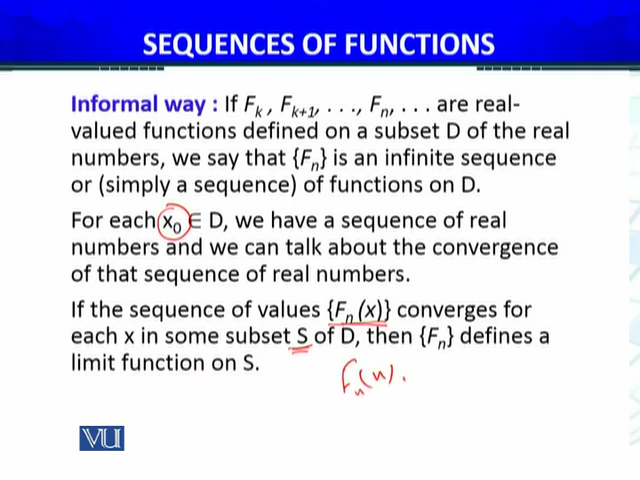 SEQUENCES OF FUNCTIONS
Informal way : If Fₖ , Fₖ₊₁, . . ., Fₙ, . . . are real-
valued functions defined on a subset D of the real
numbers, we say that {Fₙ} is an infinite sequence
or (simply a sequence) of functions on D.
For each x₀ ∈ D, we have a sequence of real
numbers and we can talk about the convergence
of that sequence of real numbers.
If the sequence of values {Fₙ(x)} converges for
each x in some subset S of D, then {Fₙ} defines a
limit function on S.
Fₙ(x).
VU